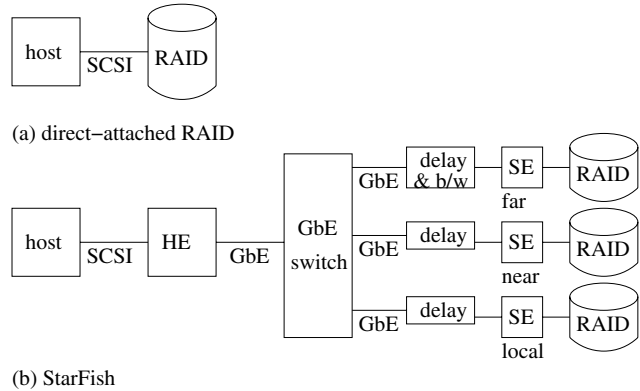 host
SCSI
RAID
(a) direct−attached RAID
host
SCSI
HE
GbE
GbE
switch
GbE
delay
& b/w
SE
far
RAID
GbE
delay
SE
near
RAID
GbE
delay
SE
local
RAID
(b) StarFish